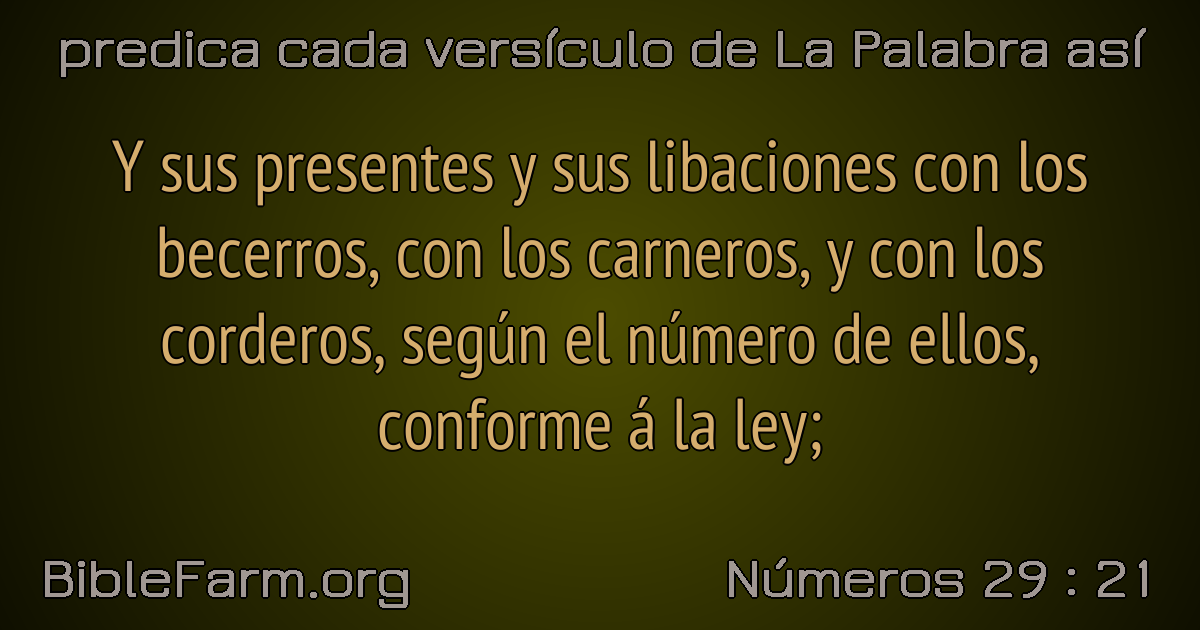 predica cada versículo de La Palabra así
Y sus presentes y sus libaciones con los
becerros, con los carneros, y con los
corderos, según el número de ellos,
conforme á la ley;
BibleFarm.org
Números 29 : 21